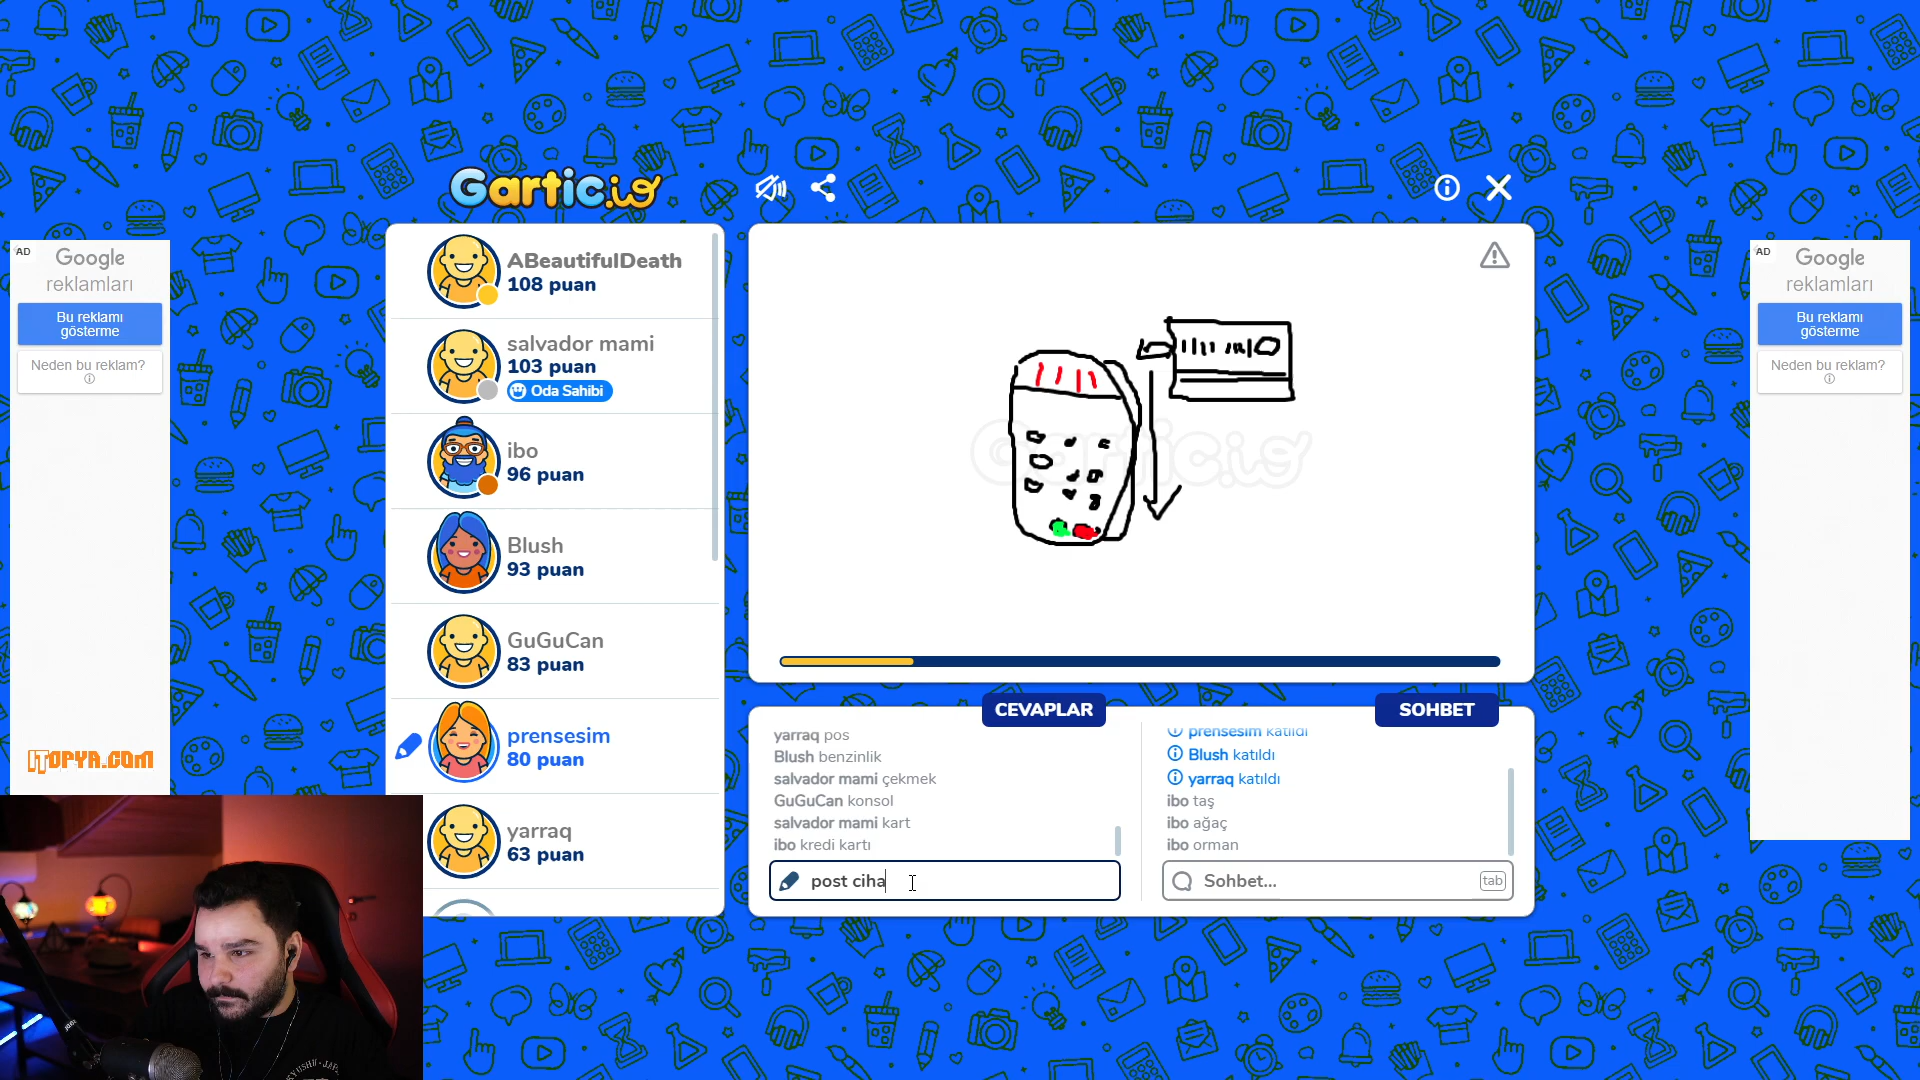 Gartic.io
AD
Google
reklamları
Bu reklamı
gösterme
Neden bu reklam?
ITOPYA.COM
ABeautifulDeath
108 puan
salvador mami
103 puan
Oda Sahibi
ibo
96 puan
Blush
93 puan
GuGuCan
83 puan
prensesim
80 puan
yarraq
63 puan
Gartic.io
CEVAPLAR
yarraq pos
Blush benzinlik
salvador mami çekmek
GuGuCan konsol
salvador mami kart
ibo kredi kartı
post ciha
SOHBET
prensesim katıldı
Blush katıldı
yarraq katıldı
ibo taş
ibo ağaç
ibo orman
Sohbet...
tab
AD
Google
reklamları
Bu reklamı
gösterme
Neden bu reklam?